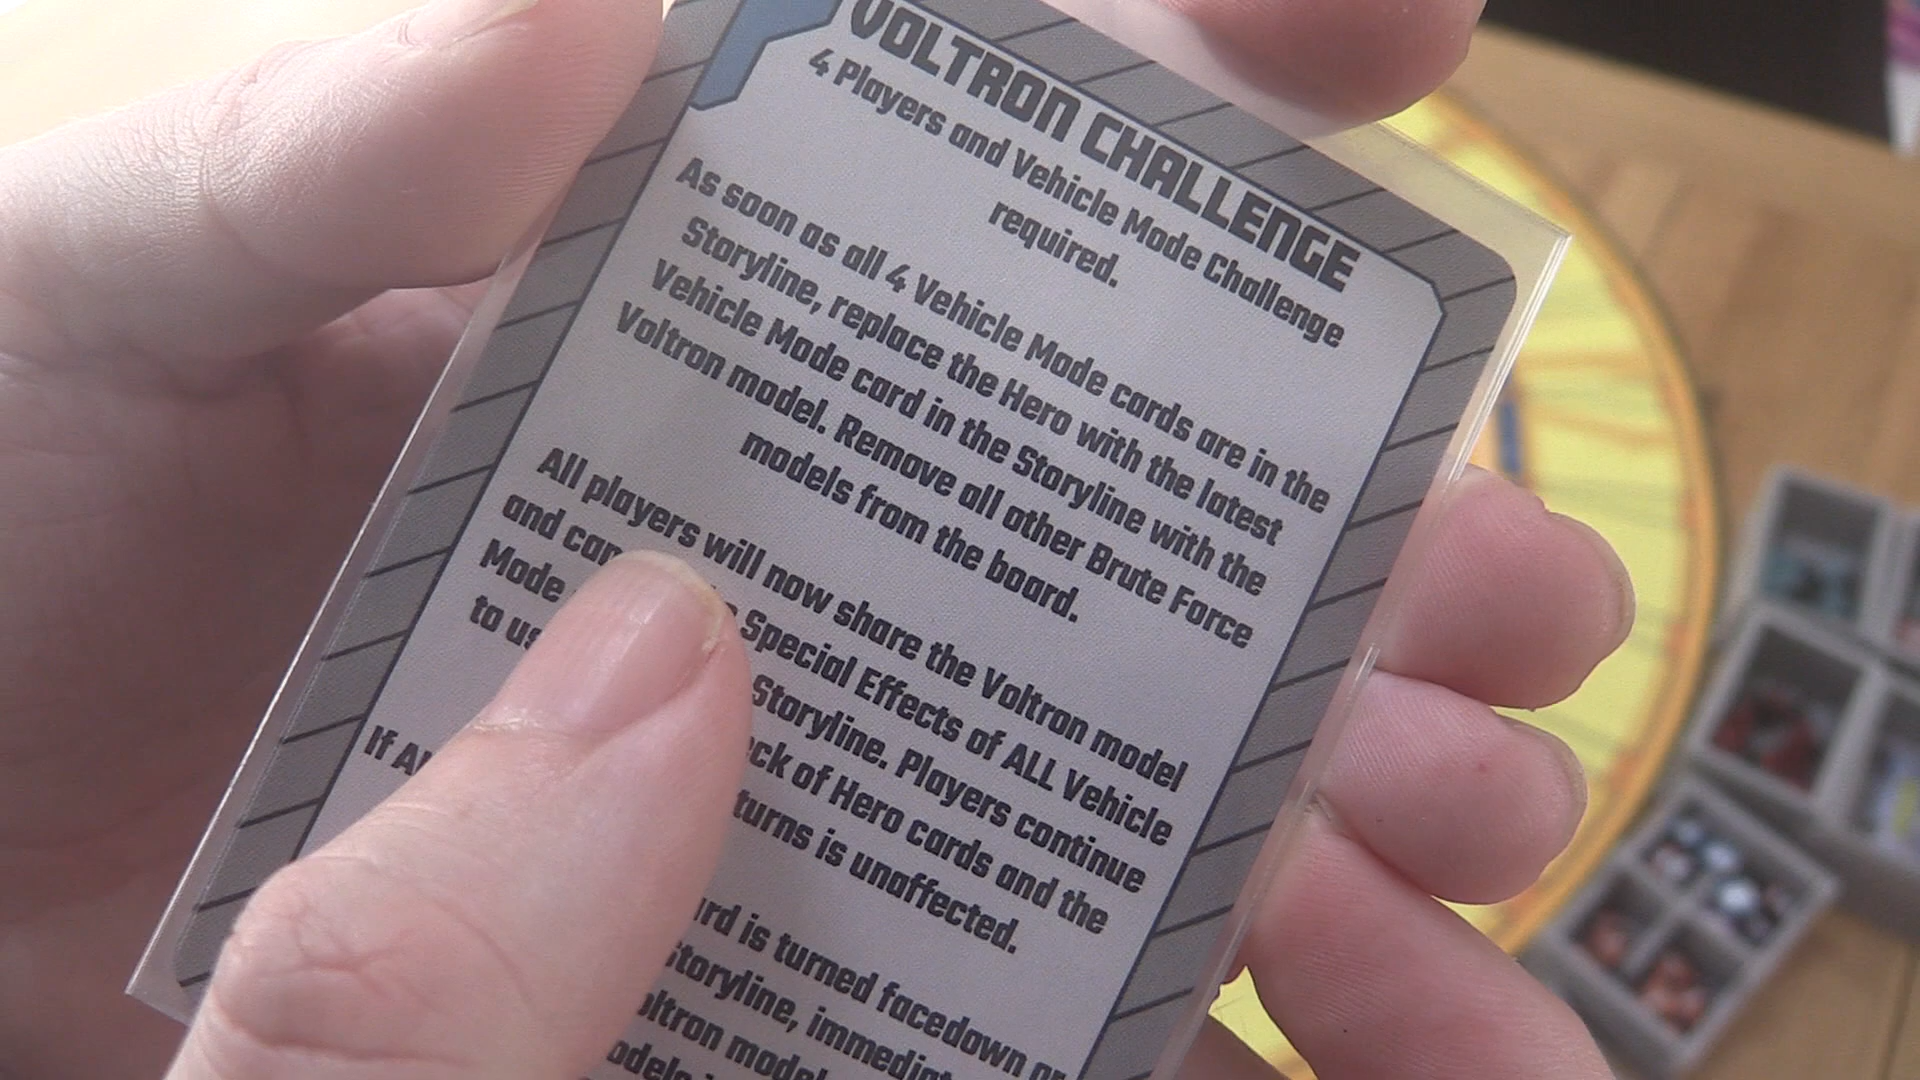 VOLTRON CHALLENGE
4 Players and Vehicle Mode Challenge
required.
As soon as all 4 Vehicle Mode cards are in the
Storyline, replace the Hero with the latest
Vehicle Mode card in the Storyline with the
Voltron model. Remove all other Brute Force
models from the board.
All players will now share the Voltron model
and can Special Effects of ALL Vehicle
Mode Storyline. Players continue
to of Hero cards and the
turns is unaffected.
If is turned facedown
Storyline,
model